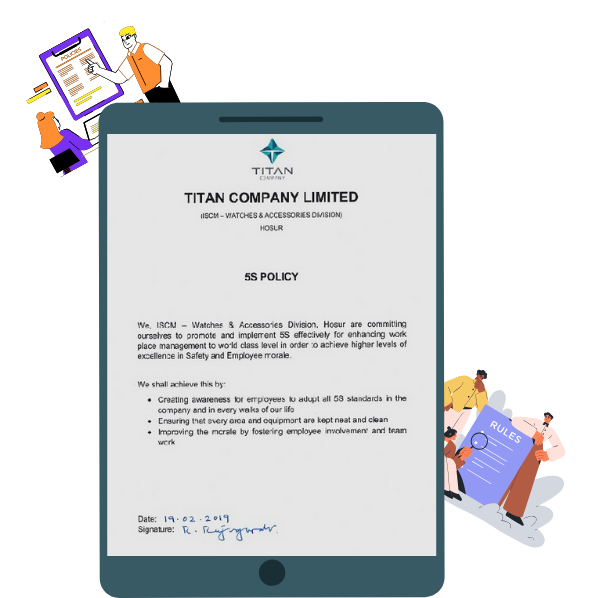 POLICIES
TITAN
COMPANY
TITAN COMPANY LIMITED
(ISCM – WATCHES & ACCESSORIES DIVISION)
HOSUR
5S POLICY
We, ISCM – Watches & Accessories Division, Hosur are committing
ourselves to promote and implement 5S effectively for enhancing work
place management to world class level in order to achieve higher levels of
excellence in Safety and Employee morale.
We shall achieve this by:
• Creating awareness for employees to adopt all 5S standards in the
company and in every walks of our life
• Ensuring that every area and equipment are kept neat and clean
• Improving the morale by fostering employee involvement and team
work
RULES
Date: 19.02.2019
Signature: R.